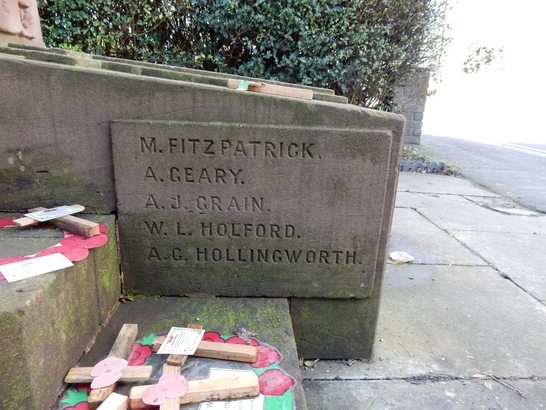 M. FITZPATRICK.
A. GEARY.
A. J. GRAIN.
W. L. HOLFORD.
A. G. HOLLINGWORTH.